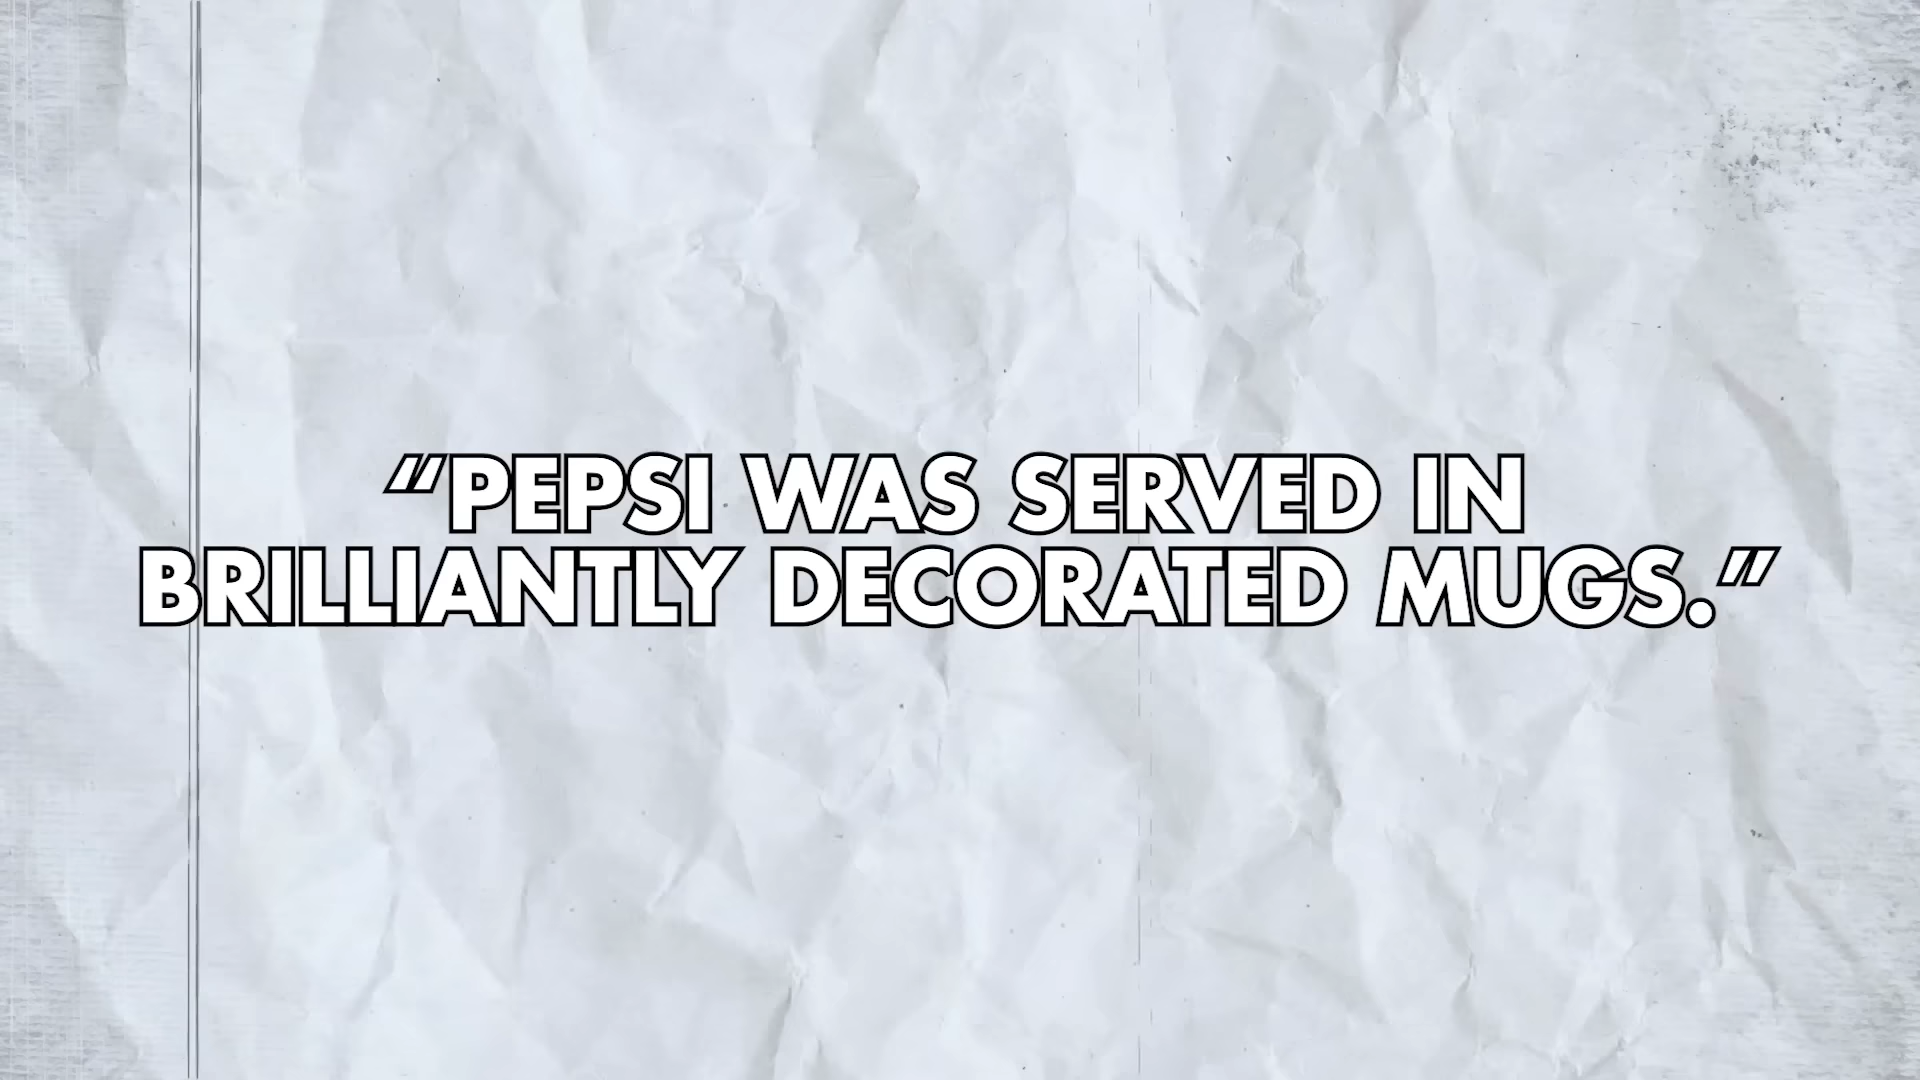 “PEPSI WAS SERVED IN
BRILLIANTLY DECORATED MUGS.”